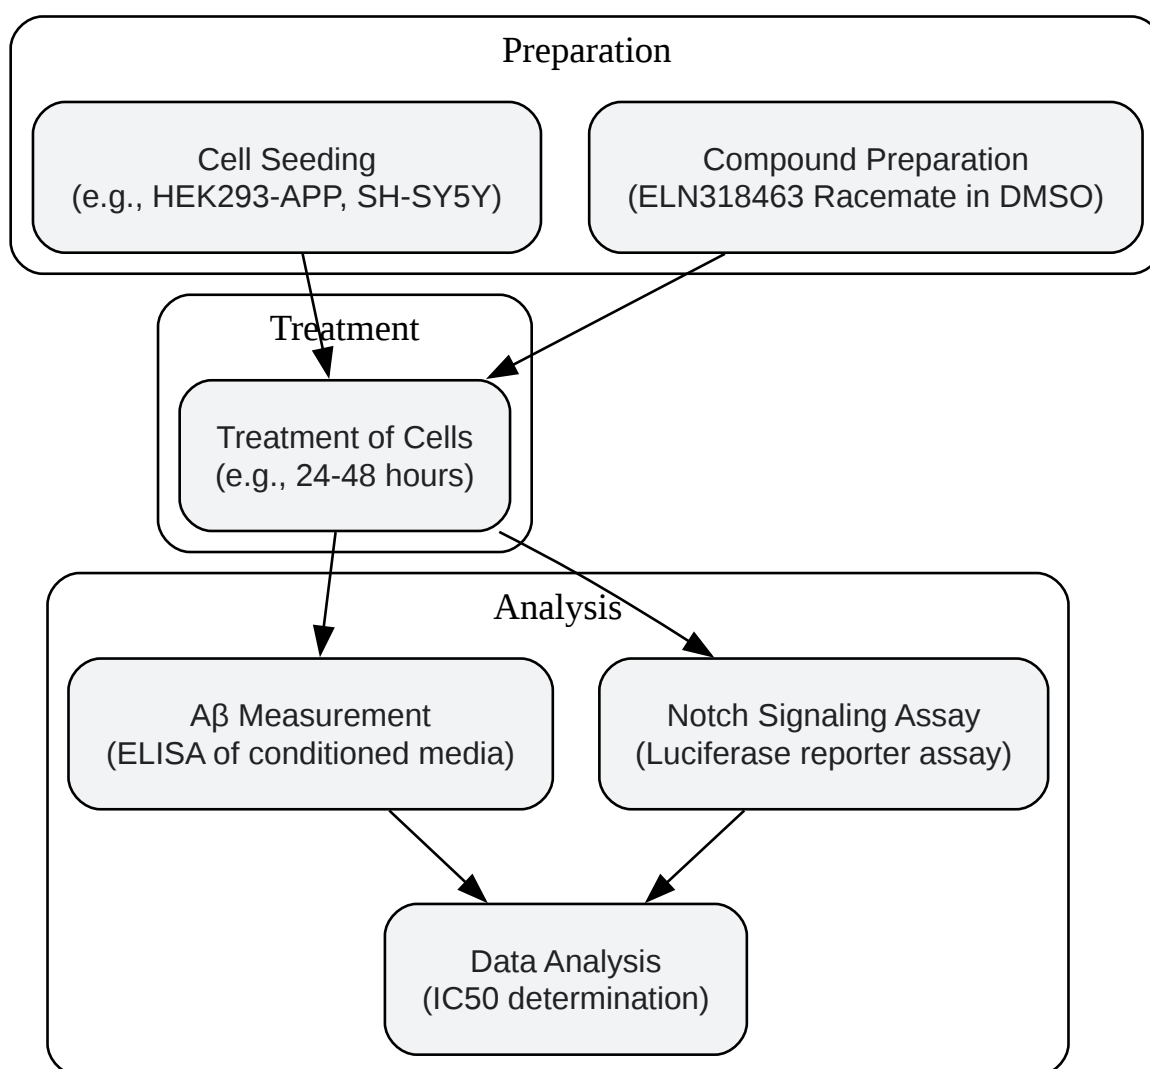 Preparation
Cell Seeding
(e.g., HEK293-APP, SH-SY5Y)
Compound Preparation
(ELN318463 Racemate in DMSO)
Treatment
Treatment of Cells
(e.g., 24-48 hours)
Analysis
Aβ Measurement
(ELISA of conditioned media)
Notch Signaling Assay
(Luciferase reporter assay)
Data Analysis
(IC50 determination)